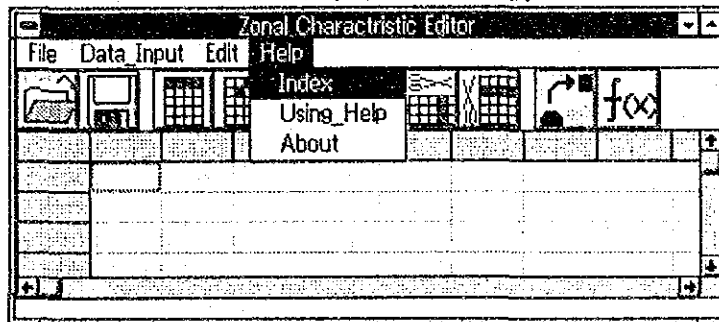 Zonal Charactristic Editor
File Data_Input Edit Help
Index
Using_Help
About
f(x)